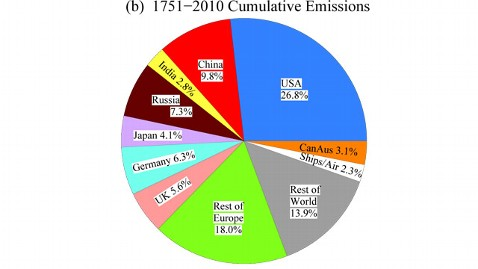 (b) 1751−2010 Cumulative Emissions
China
9.8%
USA
26.8%
India 2.8%
Russia
7.3%
Japan 4.1%
CanAus 3.1%
Germany 6.3%
Ships/Air 2.3%
UK 5.6%
Rest of
World
13.9%
Rest of
Europe
18.0%